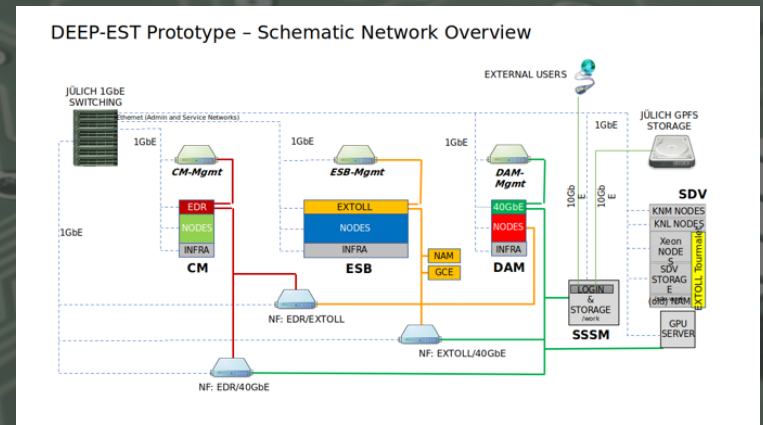 DEEP-EST Prototype – Schematic Network Overview
EXTERNAL USERS
JÜLICH 1GbE
SWITCHING
Ethernet (Admin and Service Networks)
JÜLICH GPFS
STORAGE
1GbE
1GbE
1GbE
1GbE
CM-Mgmt
ESB-Mgmt
DAM-
Mgmt
10Gb
E
10Gb
E
SDV
EDR
NODES
INFRA
CM
EXTOLL
NODES
INFRA
ESB
40GbE
NODES
INFRA
DAM
KNM NODES
KNL NODES
Xeon
NODE
S
SDV
STORAG
E
(old) NAM
EXTOLL Tourmalet
1GbE
NAM
GCE
LOGIN
&
STORAGE
/work
SSSM
GPU
SERVER
NF: EDR/EXTOLL
NF: EXTOLL/40GbE
NF: EDR/40GbE